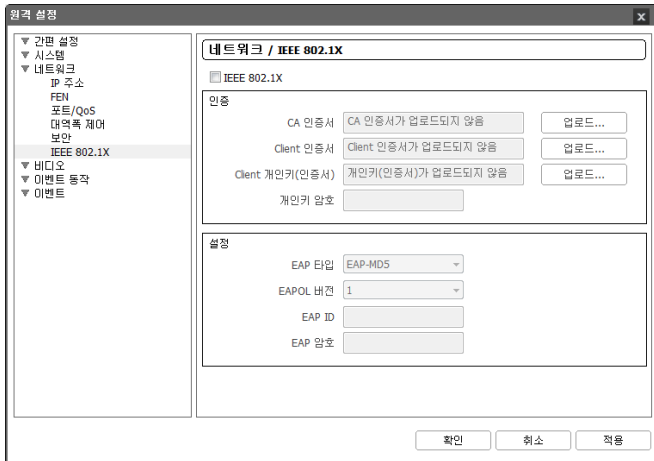 원격 설정
x
간편 설정
시스템
네트워크
IP 주소
FEN
포트/QoS
대역폭 제어
보안
IEEE 802.1X
비디오
이벤트 동작
이벤트
네트워크 / IEEE 802.1X
IEEE 802.1X
인증
CA 인증서 CA 인증서가 업로드되지 않음 업로드...
Client 인증서 Client 인증서가 업로드되지 않음 업로드...
Client 개인키(인증서) 개인키(인증서)가 업로드되지 않음 업로드...
개인키 암호
설정
EAP 타입 EAP-MD5
EAPOL 버전 1
EAP ID
EAP 암호
확인 취소 적용